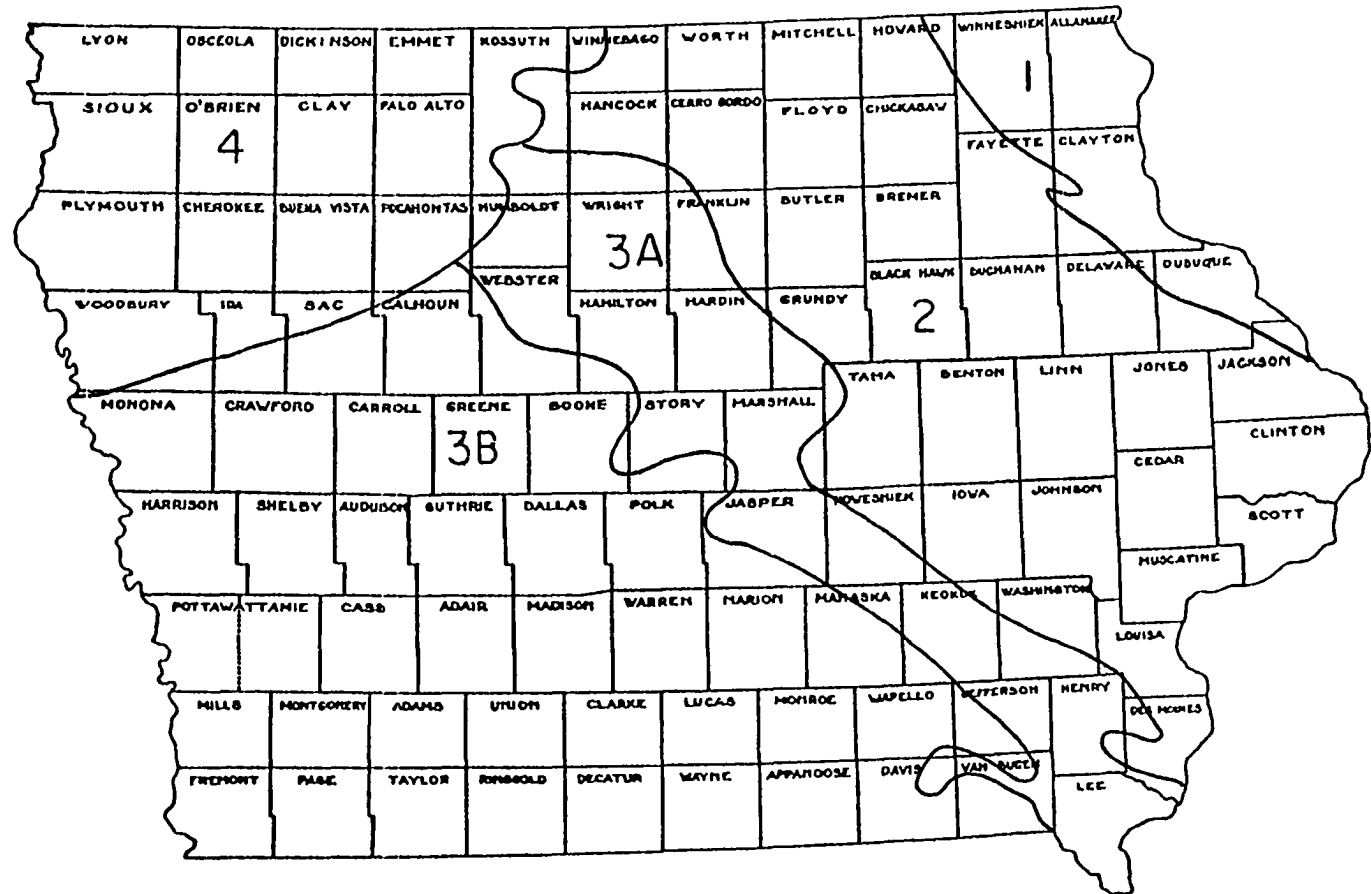 LYON OSCEOLA DICKINSON EMMET KOSSUTH WINNEBAGO WORTH MITCHELL HOWARD WINNESHIEK ALLAMAKEE
1
SIOUX O'BRIEN CLAY PALO ALTO HANCOCK CERRO GORDO FLOYD CHICKASAW
4
FAYETTE CLAYTON
PLYMOUTH CHEROKEE BUENA VISTA POCAHONTAS HUMBOLDT WRIGHT FRANKLIN BUTLER BREMER
3A
BLACK HAWK BUCHANAN DELAWARE DUBUQUE
WEBSTER
WOODBURY IDA SAC CALHOUN HAMILTON HARDIN GRUNDY
2
TAMA BENTON LINN JONES JACKSON
MONONA CRAWFORD CARROLL GREENE BOONE STORY MARSHALL
CLINTON
3B
CEDAR
HARRISON SHELBY AUDUBON GUTHRIE DALLAS POLK JASPER POWESHIEK IOWA JOHNSON
SCOTT
MUSCATINE
POTTAWATTAMIE CASS ADAIR MADISON WARREN MARION MAHASKA KEOKUK WASHINGTON
LOUISA
MILLS MONTGOMERY ADAMS UNION CLARKE LUCAS MONROE WAPELLO JEFFERSON HENRY DES MOINES
FREMONT PAGE TAYLOR RINGGOLD DECATUR WAYNE APPANOOSE DAVIS VAN BUREN LEE